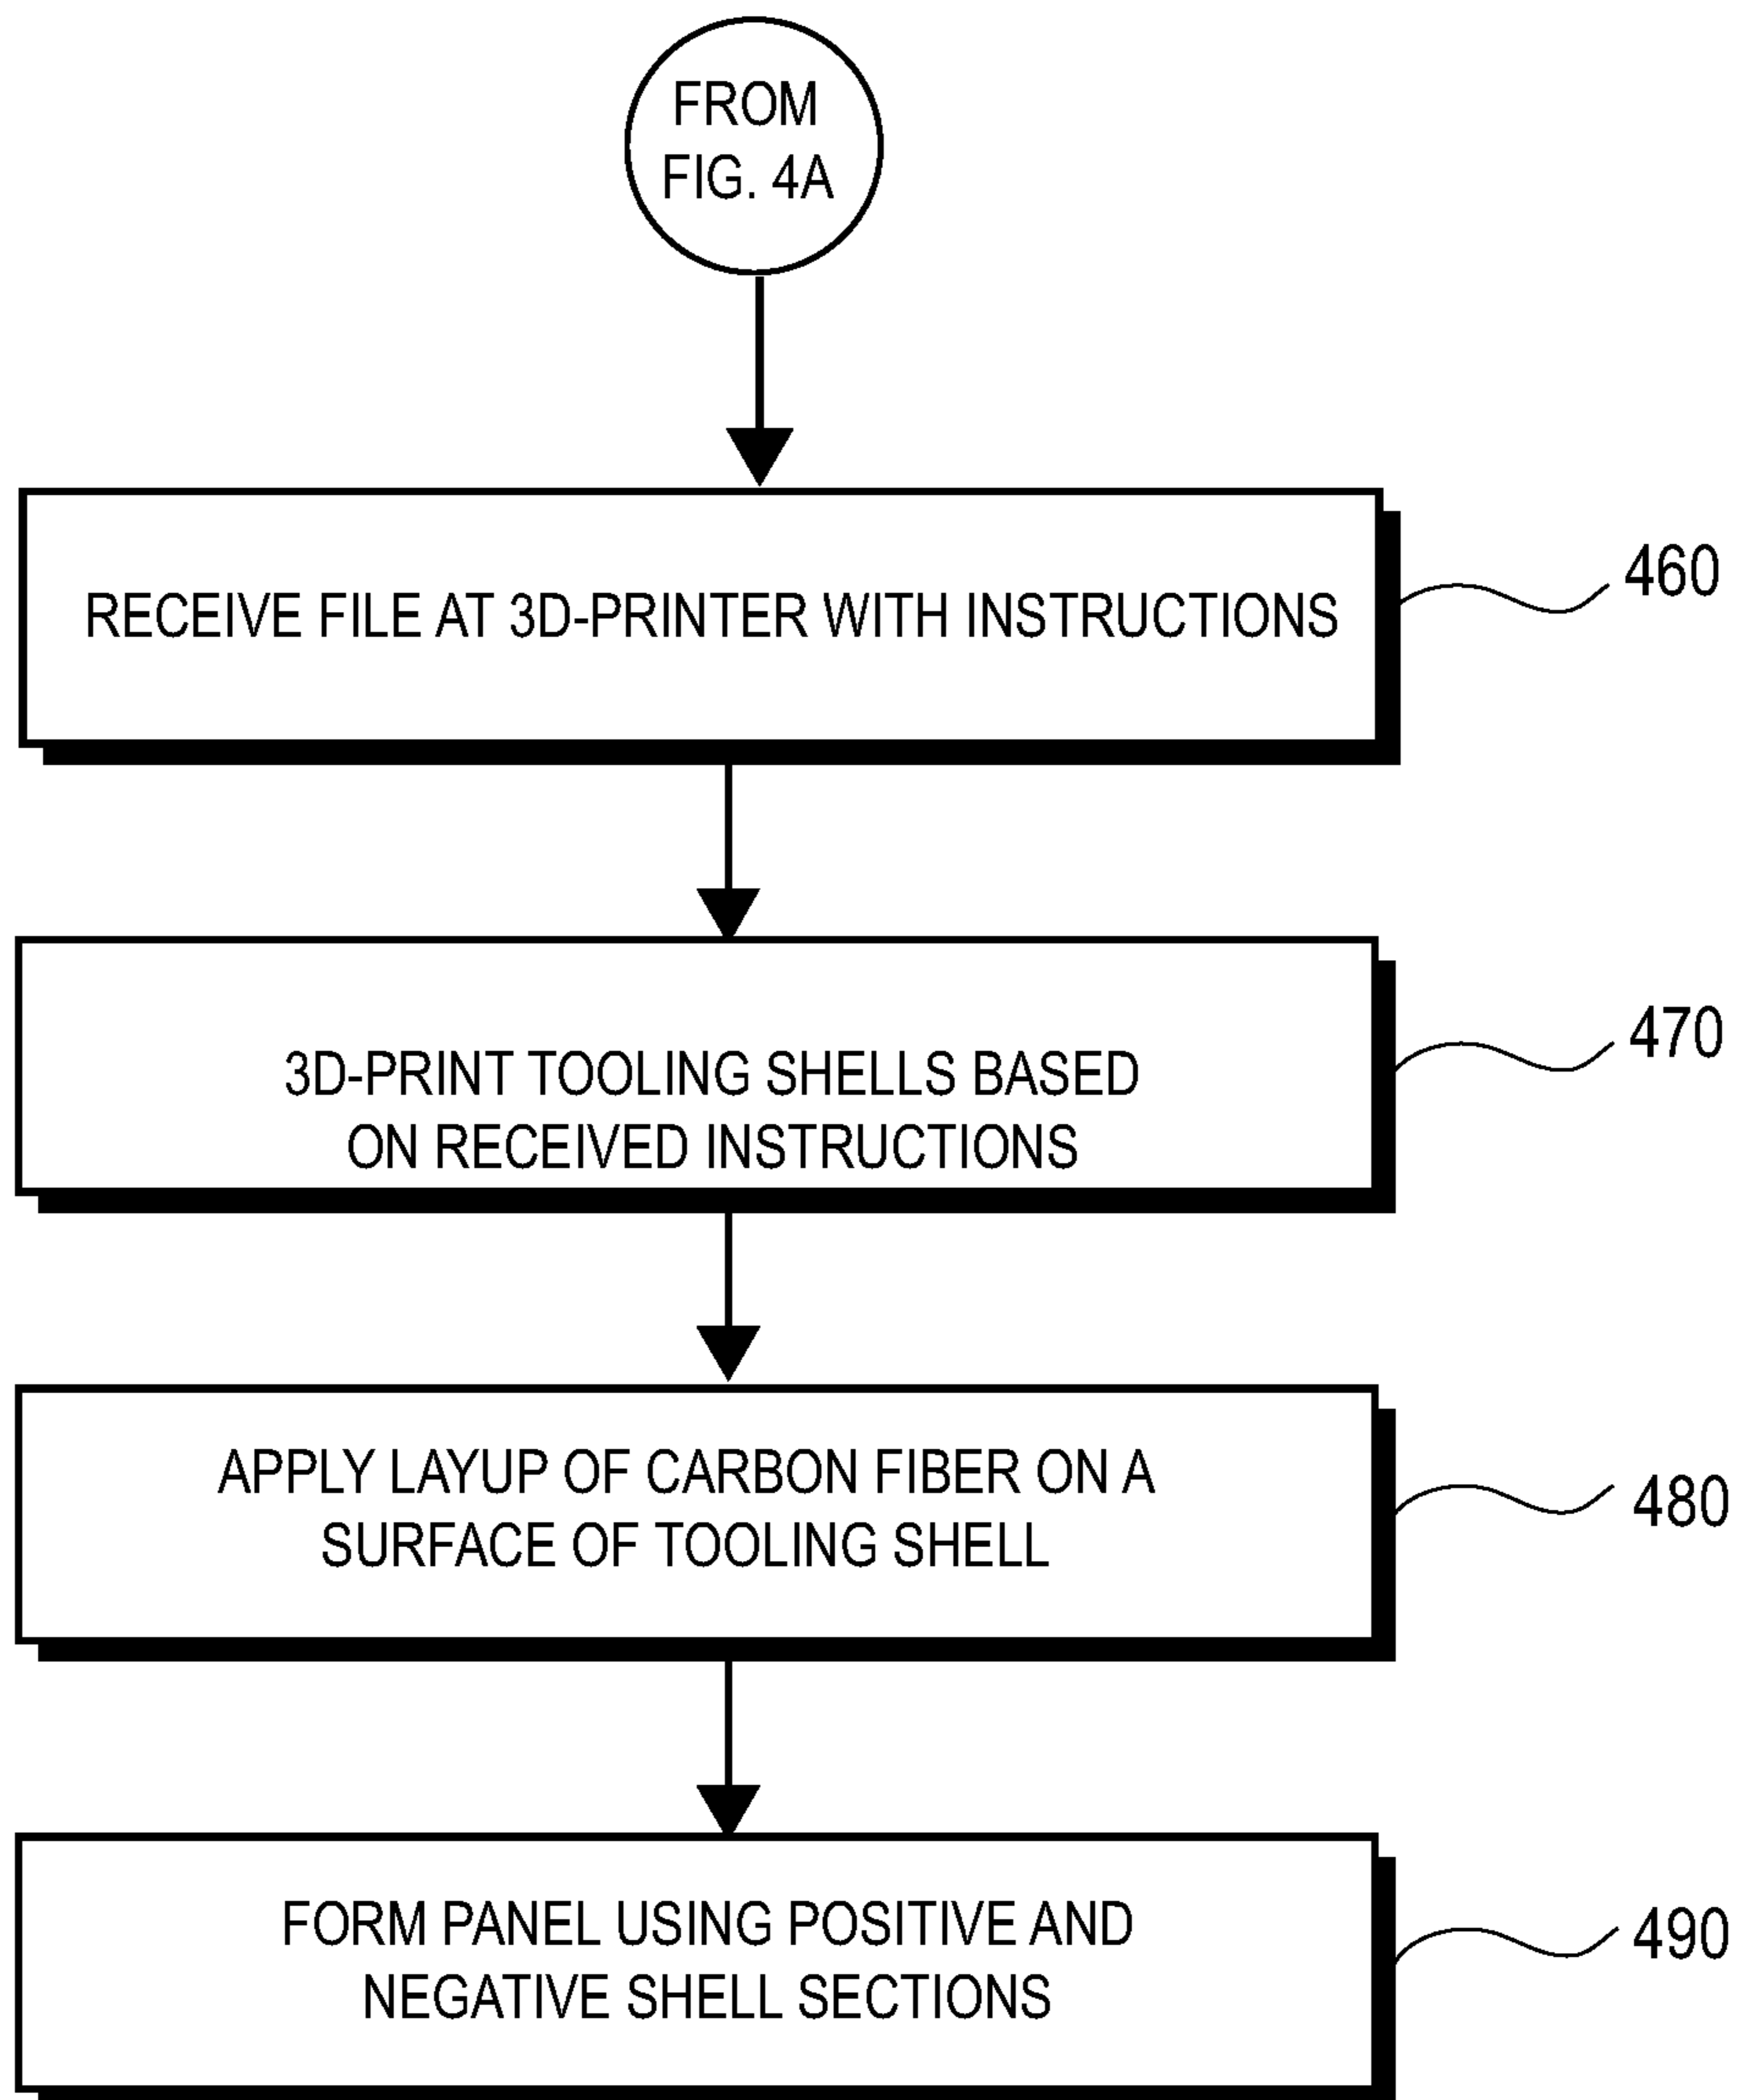 FROM
FIG. 4A
RECEIVE FILE AT 3D-PRINTER WITH INSTRUCTIONS
460
3D-PRINT TOOLING SHELLS BASED
ON RECEIVED INSTRUCTIONS
470
APPLY LAYUP OF CARBON FIBER ON A
SURFACE OF TOOLING SHELL
480
FORM PANEL USING POSITIVE AND
NEGATIVE SHELL SECTIONS
490